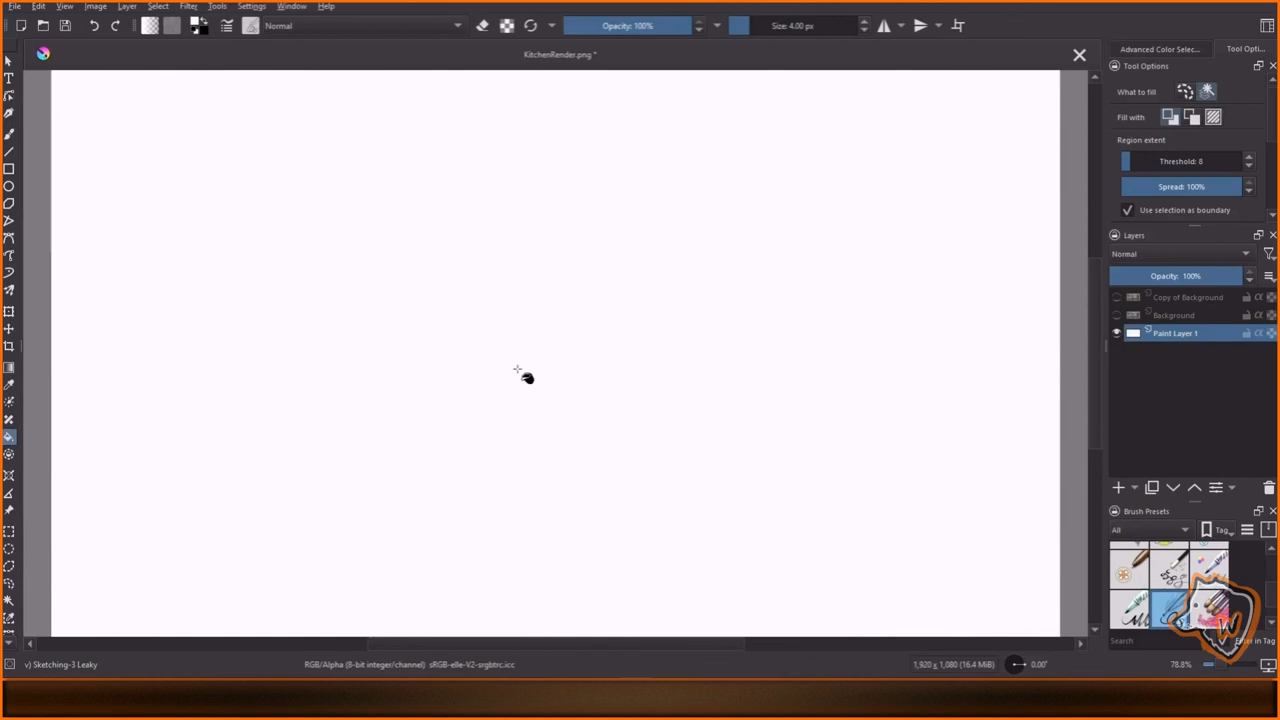 File Edit View Image Layer Select Filter Tools Settings Window Help
Normal Opacity: 100% Size: 4.00 px
KitchenRender.png *
Advanced Color Selec... Tool Opti...
Tool Options
What to fill
Fill with
Region extent
Threshold: 8
Spread: 100%
Use selection as boundary
Layers
Normal
Opacity: 100%
Copy of Background
Background
Paint Layer 1
Brush Presets
All Tag
Search
Filter in Tag
W
v) Sketching-3 Leaky RGB/Alpha (8-bit integer/channel) sRGB-elle-V2-srgbtrc.icc 1,920 x 1,080 (16.4 MiB) 0.00° 78.8%